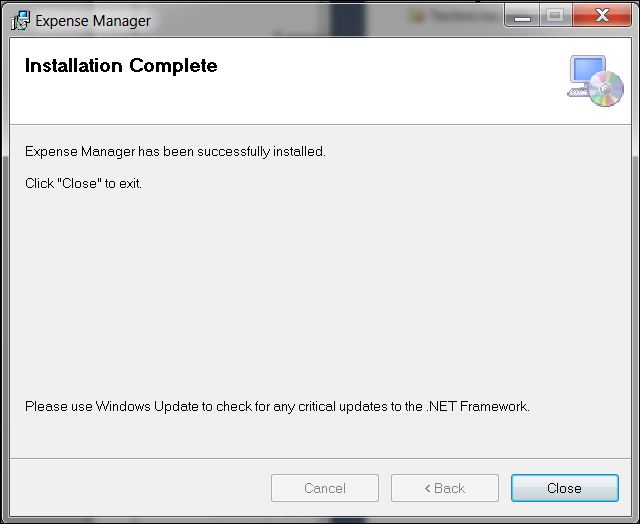 Expense Manager
Installation Complete
Expense Manager has been successfully installed.
Click "Close" to exit.
Please use Windows Update to check for any critical updates to the .NET Framework.
Cancel
< Back
Close